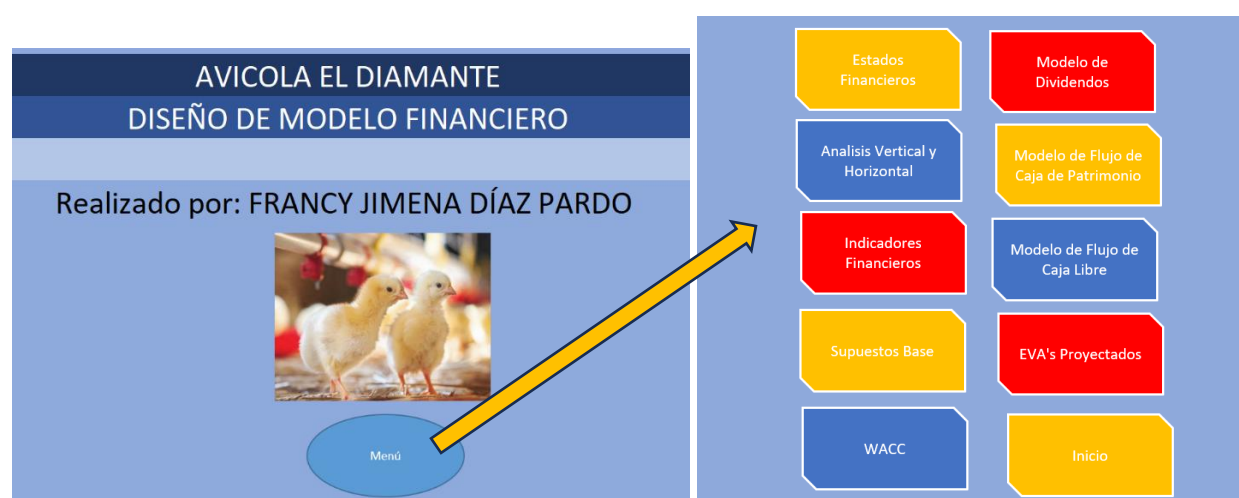 AVICOLA EL DIAMANTE
DISEÑO DE MODELO FINANCIERO
Realizado por: FRANCY JIMENA DÍAZ PARDO
Menú
Estados
Financieros
Modelo de
Dividendos
Analisis Vertical y
Horizontal
Modelo de Flujo de
Caja de Patrimonio
Indicadores
Financieros
Modelo de Flujo de
Caja Libre
Supuestos Base
EVA's Proyectados
WACC
Inicio